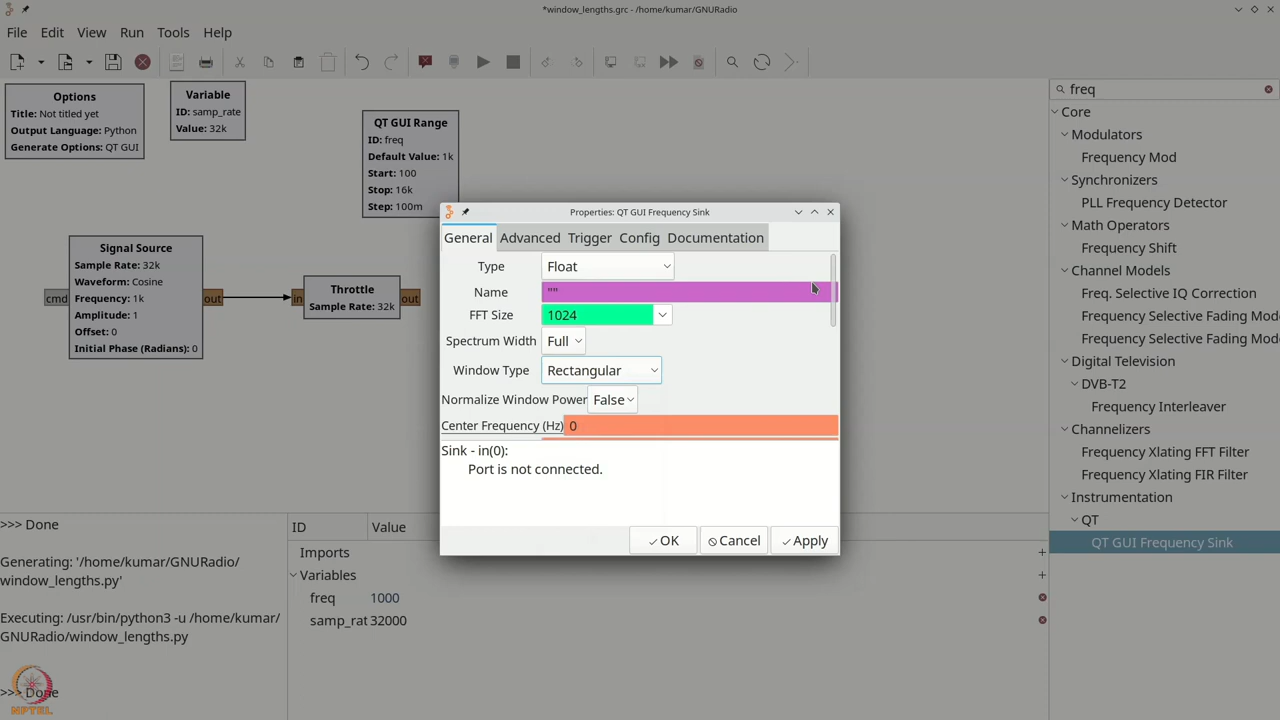 *window_lengths.grc - /home/kumar/GNURadio
File Edit View Run Tools Help
Options
Title: Not titled yet
Output Language: Python
Generate Options: QT GUI
Variable
ID: samp_rate
Value: 32k
QT GUI Range
ID: freq
Default Value: 1k
Start: 100
Stop: 16k
Step: 100m
Signal Source
Sample Rate: 32k
Waveform: Cosine
Frequency: 1k
Amplitude: 1
Offset: 0
Initial Phase (Radians): 0
cmd
out
in
Throttle
Sample Rate: 32k
out
Properties: QT GUI Frequency Sink
General Advanced Trigger Config Documentation
Type Float
Name ""
FFT Size 1024
Spectrum Width Full
Window Type Rectangular
Normalize Window Power False
Center Frequency (Hz) 0
Sink - in(0):
Port is not connected.
OK Cancel Apply
freq
Core
Modulators
Frequency Mod
Synchronizers
PLL Frequency Detector
Math Operators
Frequency Shift
Channel Models
Freq. Selective IQ Correction
Frequency Selective Fading Mode
Frequency Selective Fading Mode
Digital Television
DVB-T2
Frequency Interleaver
Channelizers
Frequency Xlating FFT Filter
Frequency Xlating FIR Filter
Instrumentation
QT
QT GUI Frequency Sink
>>> Done
Generating: '/home/kumar/GNURadio/
window_lengths.py'
Executing: /usr/bin/python3 -u /home/kumar/
GNURadio/window_lengths.py
>>> Done
NPTEL
ID Value
Imports
Variables
freq 1000
samp_rat 32000